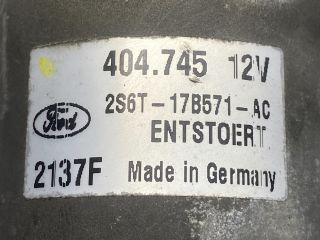 404.745 12V
2S6T-17B571-AC
Ford
ENTSTOERT
2137F Made in Germany